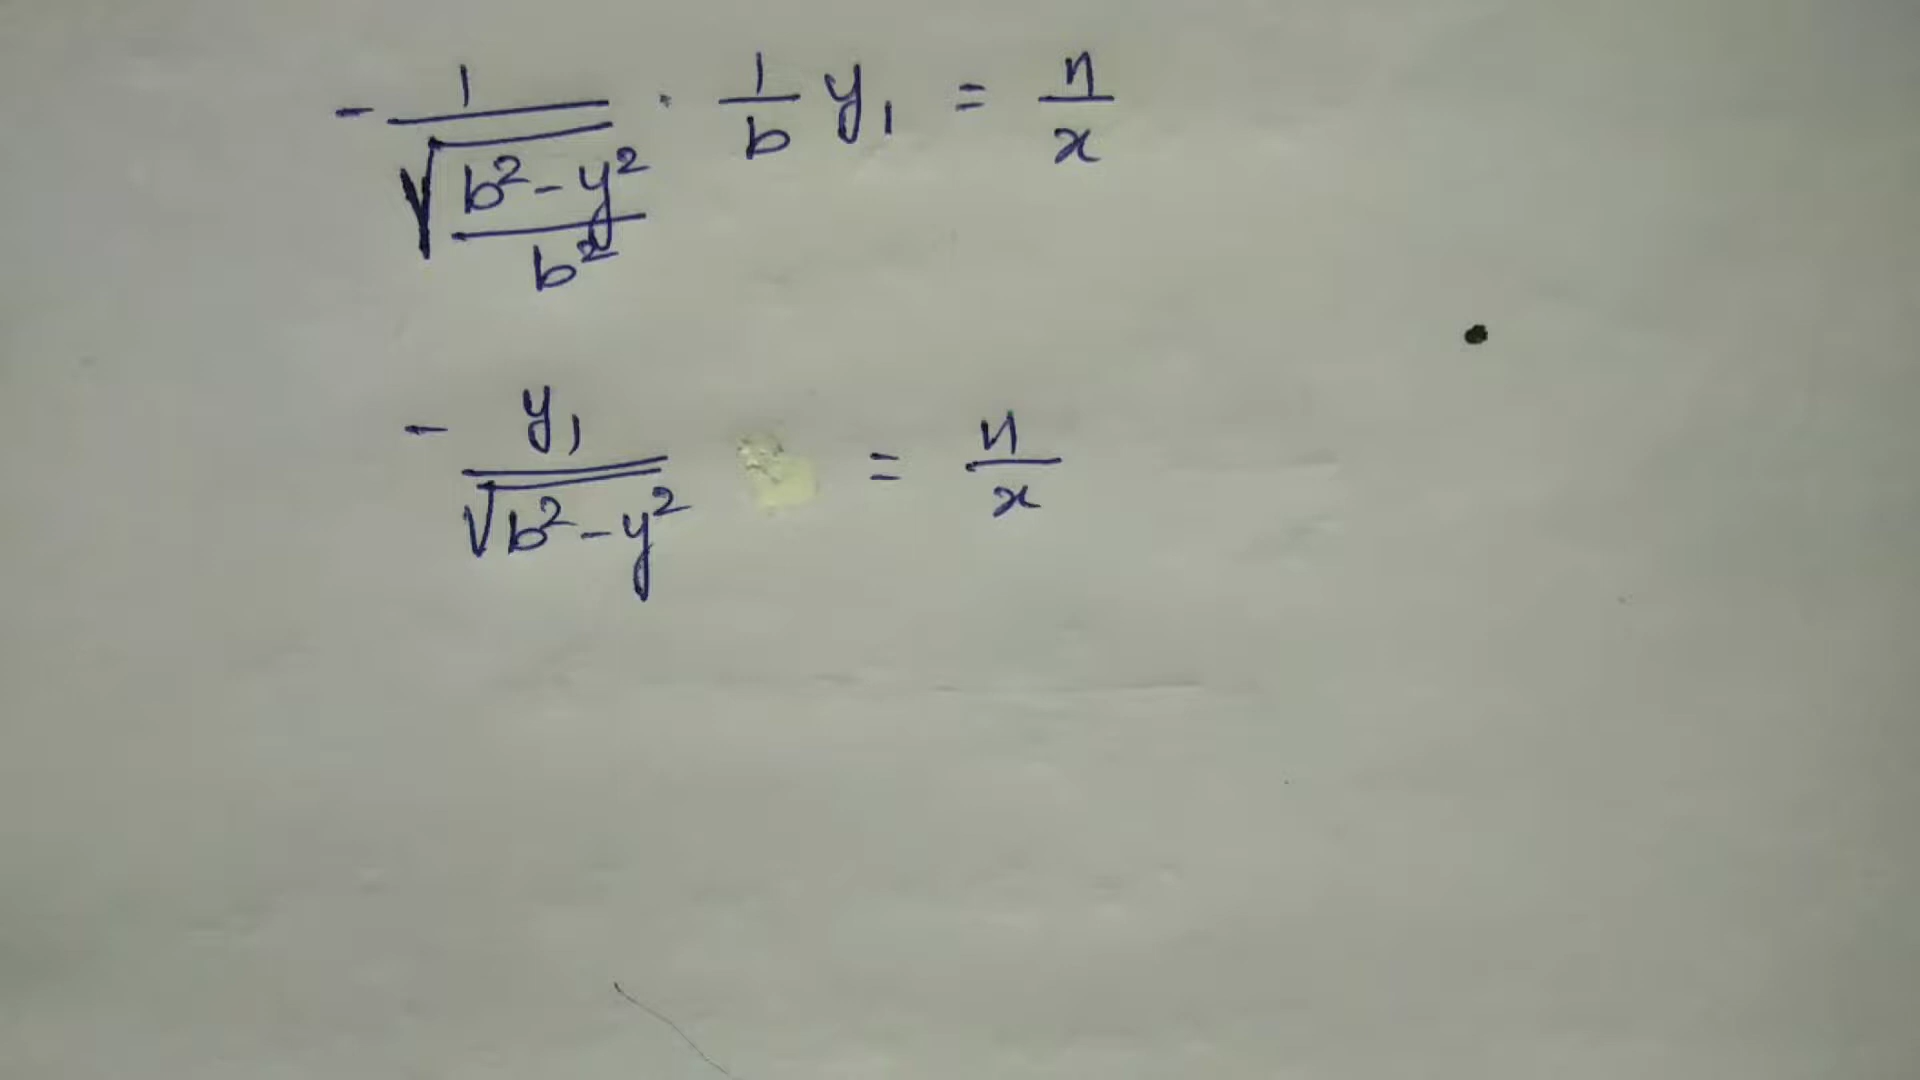 - 1/√((b²-y²)/b²) · 1/b y₁ = n/x
- y₁/√(b²-y²) = n/x